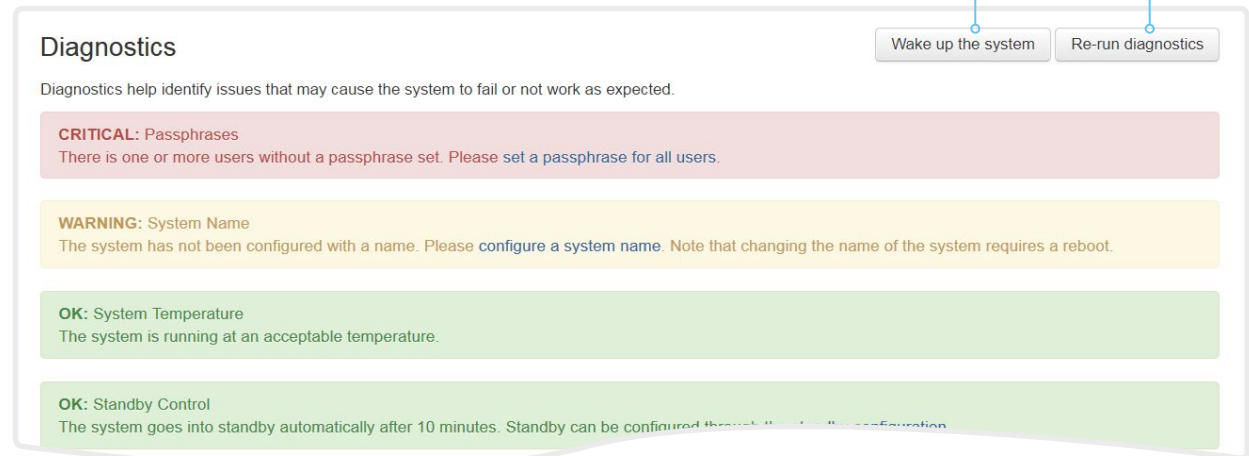 Diagnostics
Wake up the system
Re-run diagnostics
Diagnostics help identify issues that may cause the system to fail or not work as expected.
CRITICAL: Passphrases
There is one or more users without a passphrase set. Please set a passphrase for all users.
WARNING: System Name
The system has not been configured with a name. Please configure a system name. Note that changing the name of the system requires a reboot.
OK: System Temperature
The system is running at an acceptable temperature.
OK: Standby Control
The system goes into standby automatically after 10 minutes. Standby can be configured through the standby configuration